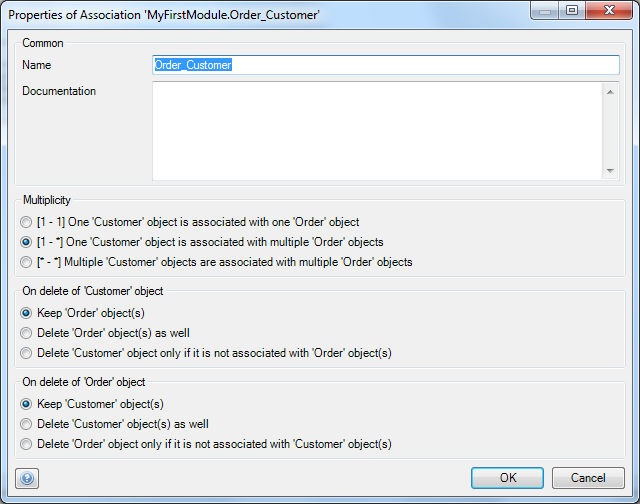 Properties of Association 'MyFirstModule.Order_Customer'
Common
Name
Order_Customer
Documentation
Multiplicity
[1 - 1] One 'Customer' object is associated with one 'Order' object
[1 - *] One 'Customer' object is associated with multiple 'Order' objects
[* - *] Multiple 'Customer' objects are associated with multiple 'Order' objects
On delete of 'Customer' object
Keep 'Order' object(s)
Delete 'Order' object(s) as well
Delete 'Customer' object only if it is not associated with 'Order' object(s)
On delete of 'Order' object
Keep 'Customer' object(s)
Delete 'Customer' object(s) as well
Delete 'Order' object only if it is not associated with 'Customer' object(s)
?
OK
Cancel